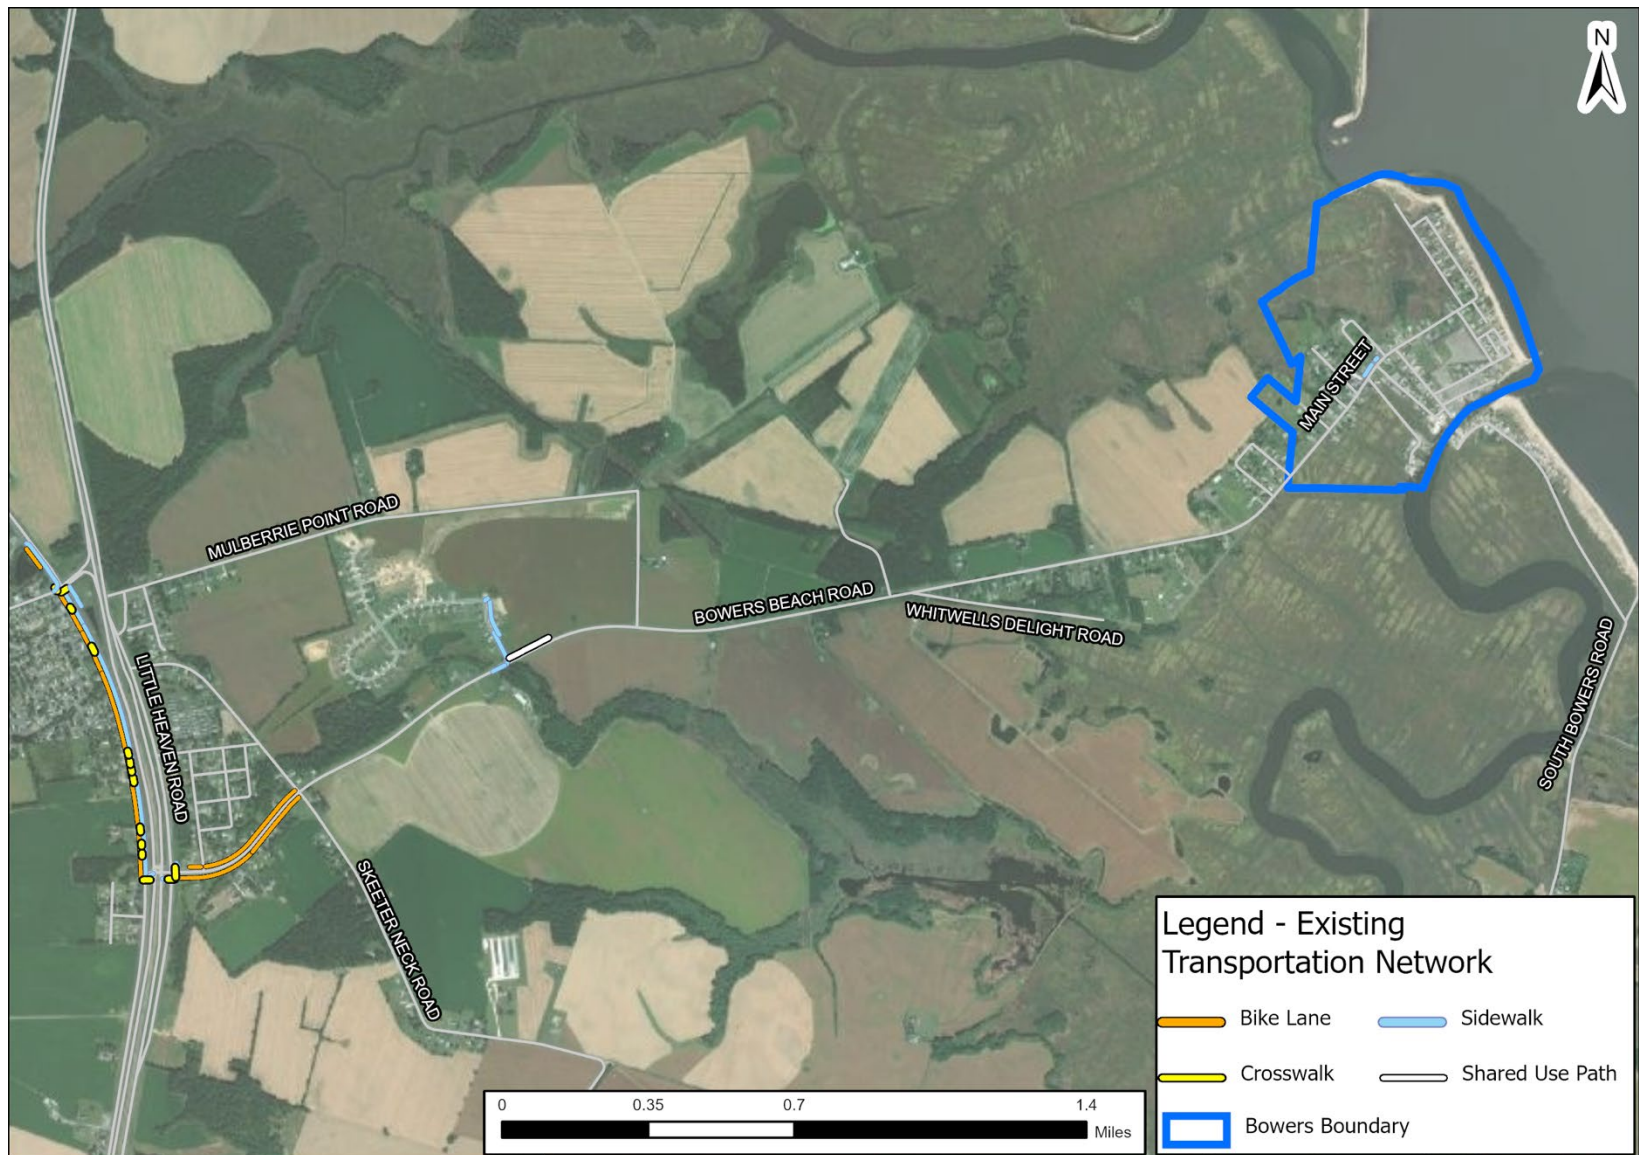 N
MAIN STREET
MULBERRIE POINT ROAD
BOWERS BEACH ROAD
WHITWELLS DELIGHT ROAD
LITTLE HEAVEN ROAD
SOUTH BOWERS ROAD
SKEETER NECK ROAD
Legend - Existing
Transportation Network
Bike Lane
Sidewalk
Crosswalk
Shared Use Path
Bowers Boundary
0 0.35 0.7 1.4
Miles